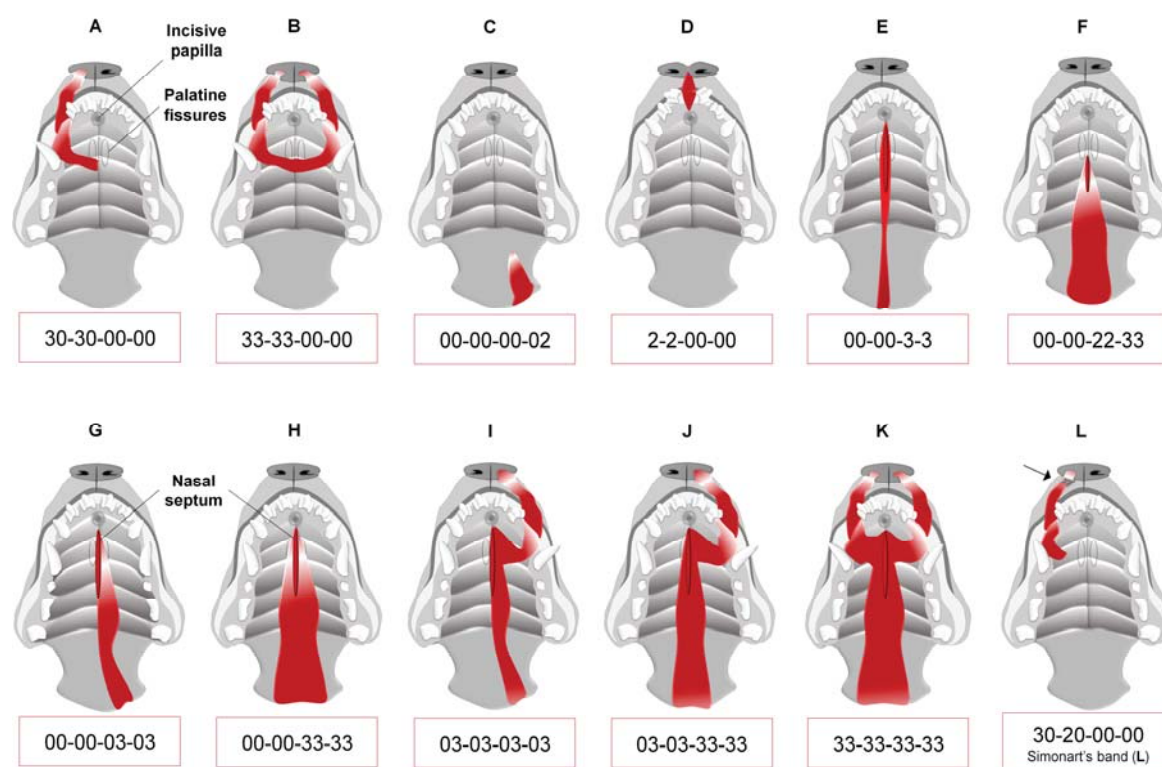 A
B
C
D
E
F
Incisive
papilla
Palatine
fissures
30-30-00-00
33-33-00-00
00-00-00-02
2-2-00-00
00-00-3-3
00-00-22-33
G
H
I
J
K
L
Nasal
septum
00-00-03-03
00-00-33-33
03-03-03-03
03-03-33-33
33-33-33-33
30-20-00-00
Simonart's band (L)